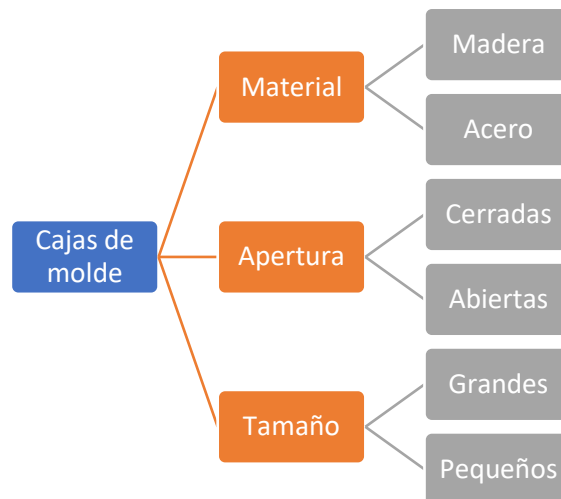 Cajas de
molde
Material
Madera
Acero
Apertura
Cerradas
Abiertas
Tamaño
Grandes
Pequeños